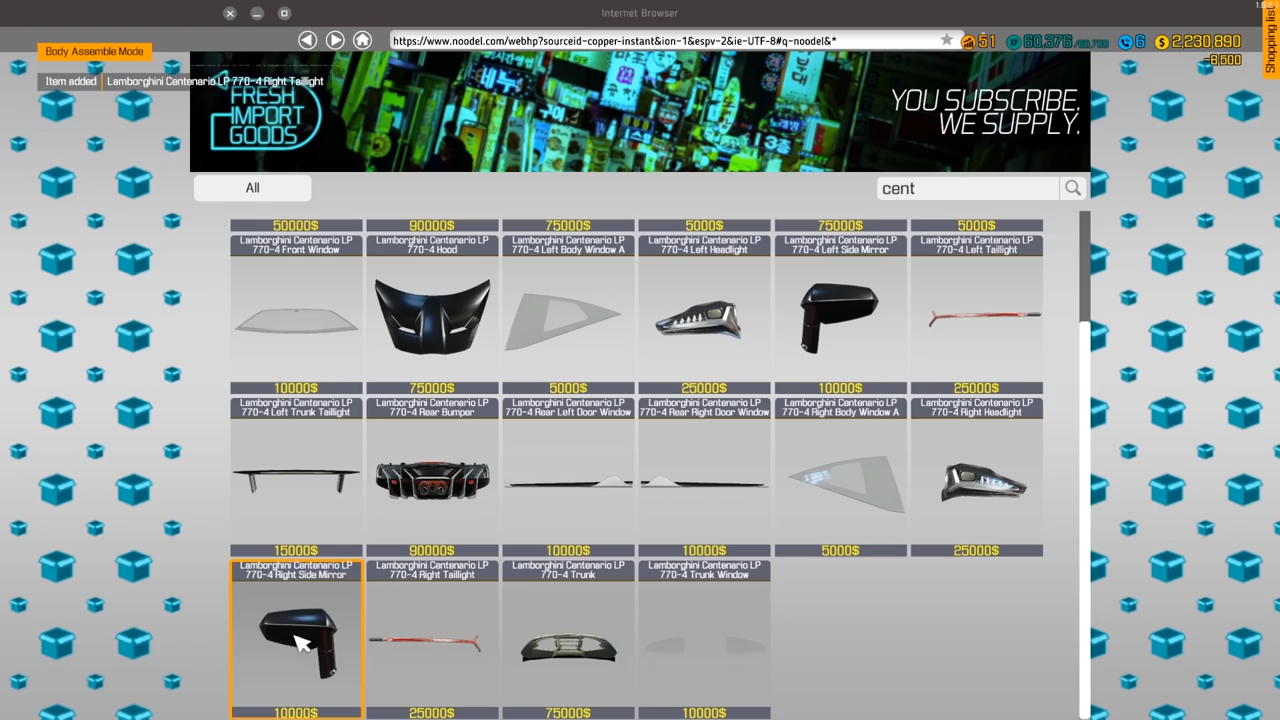 Internet Browser
Shopping list
https://www.noodel.com/webhp?sourceid-copper-instant&ion-1&espv-2&ie-UTF-8#q-noodel&*
51
60,376
6
2,230,890
-8,500
Body Assemble Mode
Item added
Lamborghini Centenario LP 770-4 Right Taillight
FRESH
IMPORT
GOODS
YOU SUBSCRIBE.
WE SUPPLY.
All
cent
50000$ 90000$ 75000$ 5000$ 75000$ 5000$
Lamborghini Centenario LP
770-4 Front Window
Lamborghini Centenario LP
770-4 Hood
Lamborghini Centenario LP
770-4 Left Body Window A
Lamborghini Centenario LP
770-4 Left Headlight
Lamborghini Centenario LP
770-4 Left Side Mirror
Lamborghini Centenario LP
770-4 Left Taillight
10000$ 75000$ 5000$ 25000$ 10000$ 25000$
Lamborghini Centenario LP
770-4 Left Trunk Taillight
Lamborghini Centenario LP
770-4 Rear Bumper
Lamborghini Centenario LP
770-4 Rear Left Door Window
Lamborghini Centenario LP
770-4 Rear Right Door Window
Lamborghini Centenario LP
770-4 Right Body Window A
Lamborghini Centenario LP
770-4 Right Headlight
15000$ 90000$ 10000$ 10000$ 5000$ 25000$
Lamborghini Centenario LP
770-4 Right Side Mirror
Lamborghini Centenario LP
770-4 Right Taillight
Lamborghini Centenario LP
770-4 Trunk
Lamborghini Centenario LP
770-4 Trunk Window
10000$ 25000$ 75000$ 10000$